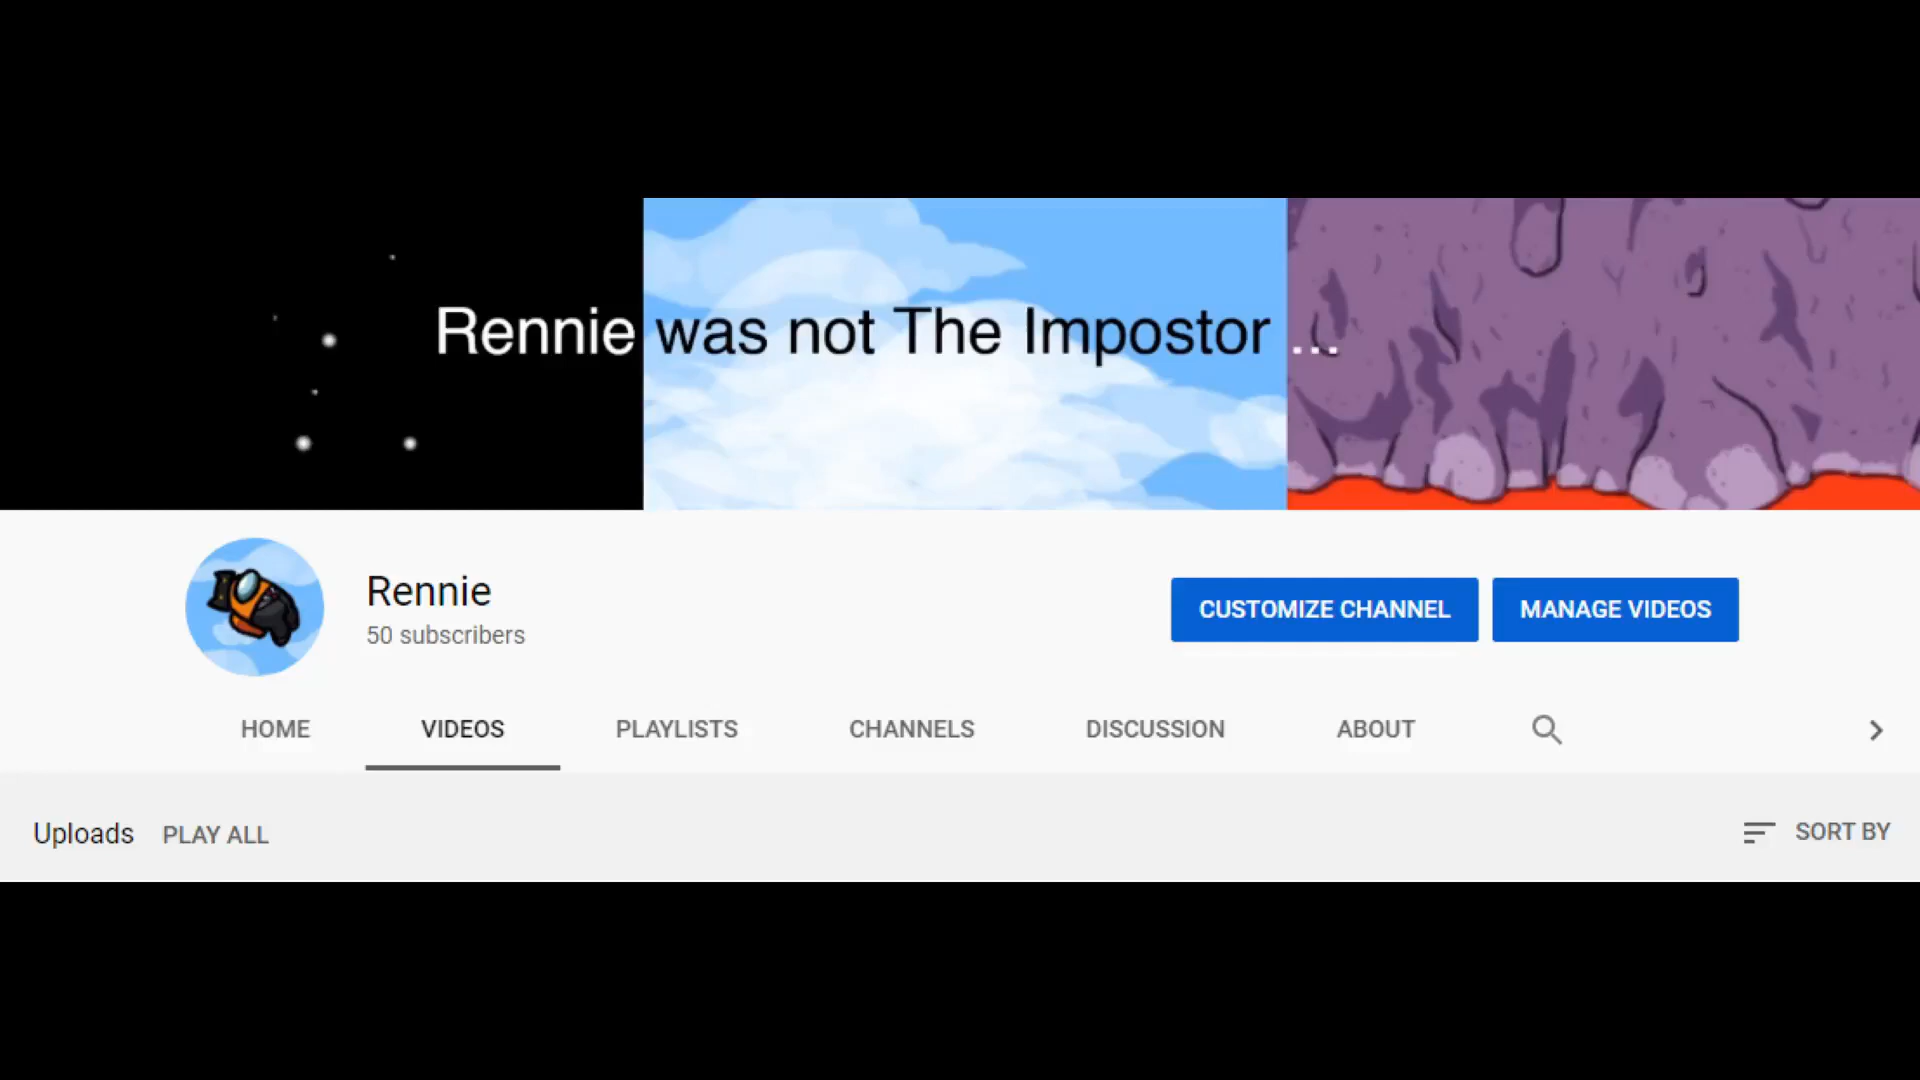 Rennie was not The Impostor ...
Rennie
50 subscribers
CUSTOMIZE CHANNEL
MANAGE VIDEOS
HOME VIDEOS PLAYLISTS CHANNELS DISCUSSION ABOUT
Uploads PLAY ALL SORT BY